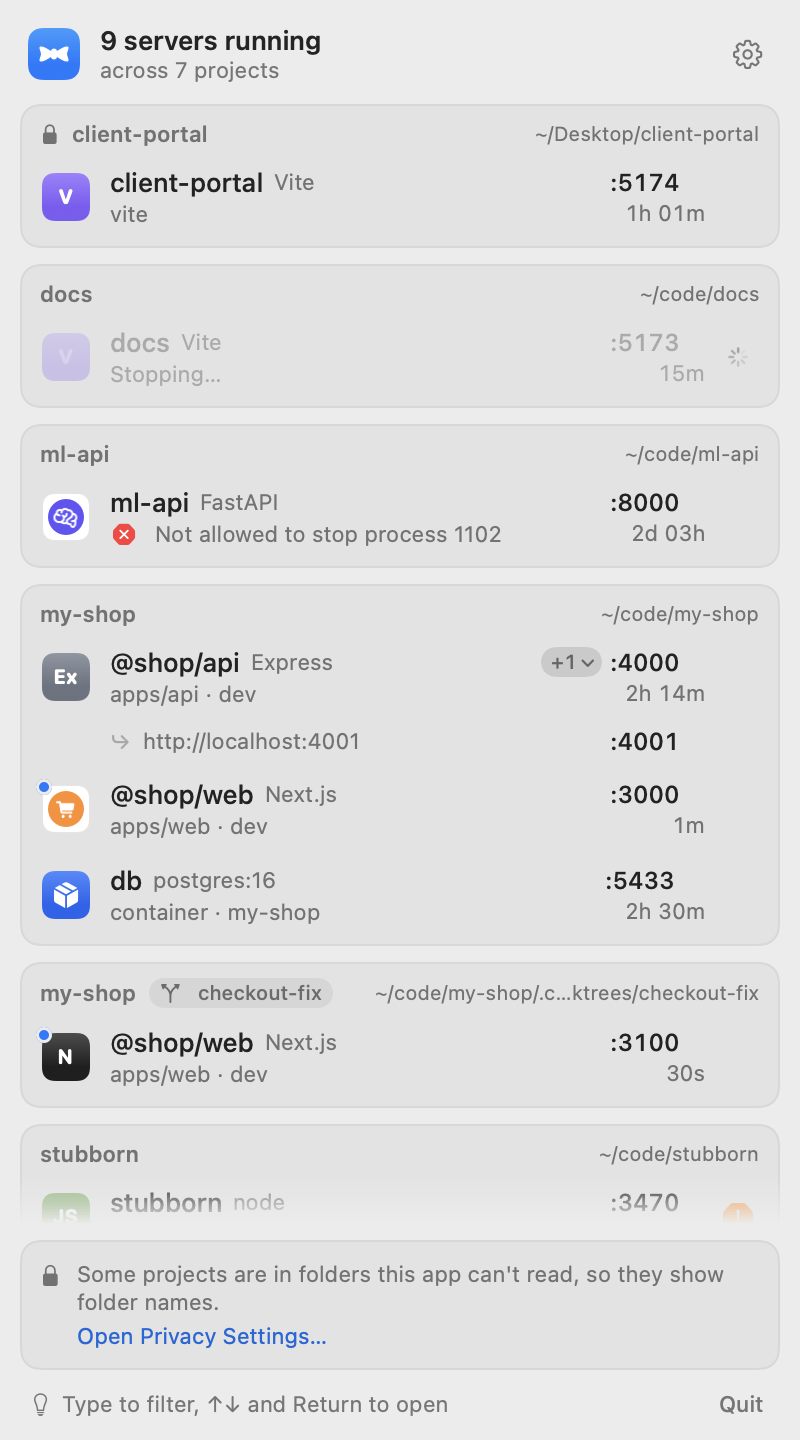 9 servers running
across 7 projects
client-portal ~/Desktop/client-portal
V client-portal Vite :5174
vite 1h 01m
docs ~/code/docs
V docs Vite :5173
Stopping... 15m
ml-api ~/code/ml-api
ml-api FastAPI :8000
Not allowed to stop process 1102 2d 03h
my-shop ~/code/my-shop
Ex @shop/api Express +1 :4000
apps/api · dev 2h 14m
http://localhost:4001 :4001
@shop/web Next.js :3000
apps/web · dev 1m
db postgres:16 :5433
container · my-shop 2h 30m
my-shop checkout-fix ~/code/my-shop/.c...ktrees/checkout-fix
N @shop/web Next.js :3100
apps/web · dev 30s
stubborn ~/code/stubborn
JS stubborn node :3470
Some projects are in folders this app can't read, so they show
folder names.
Open Privacy Settings...
Type to filter, ↑↓ and Return to open Quit